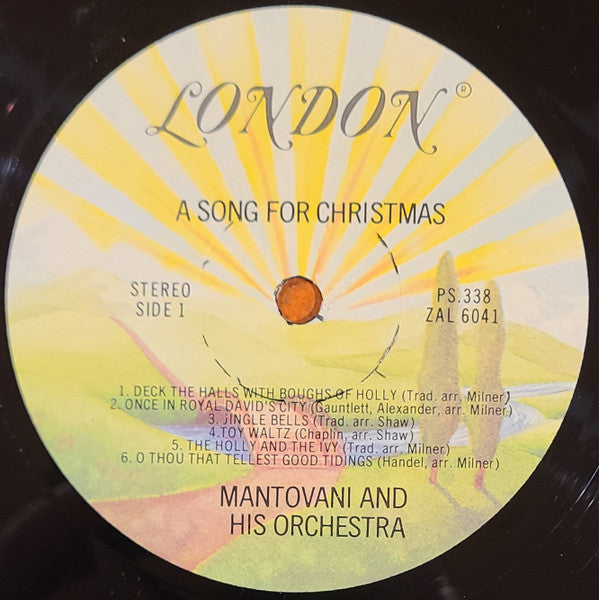 LONDON®
A SONG FOR CHRISTMAS
STEREO
SIDE 1
PS.338
ZAL 6041
1. DECK THE HALLS WITH BOUGHS OF HOLLY (Trad. arr. Milner)
2. ONCE IN ROYAL DAVID'S CITY (Gauntlett, Alexander, arr. Milner)
3. JINGLE BELLS (Trad. arr. Shaw)
4.TOY WALTZ (Chaplin, arr. Shaw)
5. THE HOLLY AND THE IVY (Trad. arr. Milner)
6. O THOU THAT TELLEST GOOD TIDINGS (Handel, arr. Milner)
MANTOVANI AND
HIS ORCHESTRA